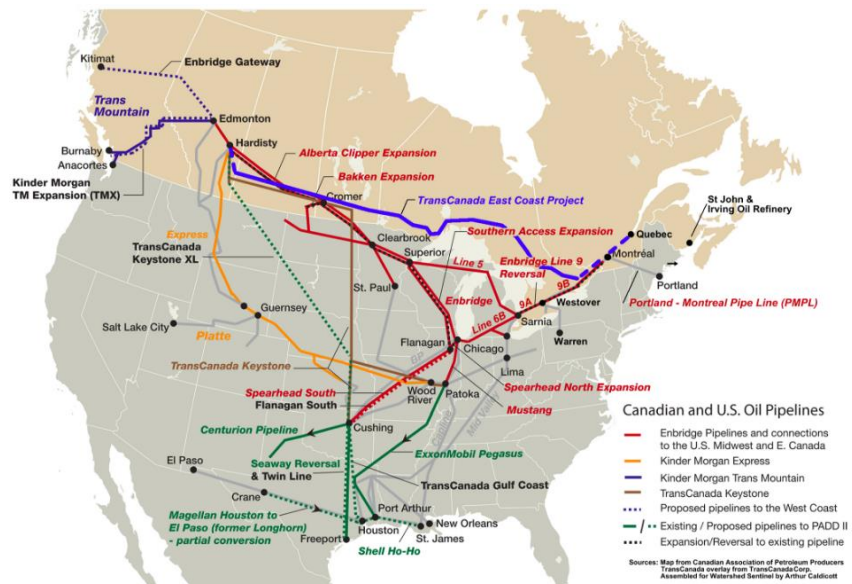 Kitimat
Enbridge Gateway
Trans
Mountain
Edmonton
Hardisty
Burnaby
Anacortes
Kinder Morgan
TM Expansion (TMX)
Alberta Clipper Expansion
Bakken Expansion
Cromer
TransCanada East Coast Project
St John &
Irving Oil Refinery
Express
TransCanada
Keystone XL
Clearbrook
Superior
Southern Access Expansion
Quebec
Montréal
Enbridge Line 9
Reversal
Line 5
9B
9A
Portland
St. Paul
Enbridge
Westover
Portland - Montreal Pipe Line (PMPL)
Line 6B
Sarnia
Guernsey
Salt Lake City
Platte
Flanagan
Chicago
Warren
Lima
TransCanada Keystone
BP
Spearhead North Expansion
Spearhead South
Flanagan South
Wood
River
Patoka
Mustang
Capline
Mid Val
Centurion Pipeline
Cushing
ExxonMobil Pegasus
El Paso
Seaway Reversal
& Twin Line
TransCanada Gulf Coast
Crane
Magellan Houston to
El Paso (former Longhorn)
- partial conversion
Port Arthur
Houston
New Orleans
St. James
Freeport
Shell Ho-Ho
Canadian and U.S. Oil Pipelines
Enbridge Pipelines and connections
to the U.S. Midwest and E. Canada
Kinder Morgan Express
Kinder Morgan Trans Mountain
TransCanada Keystone
Proposed pipelines to the West Coast
Existing / Proposed pipelines to PADD II
Expansion/Reversal to existing pipeline
Sources: Map from Canadian Association of Petroleum Producers
TransCanada overlay from TransCanada Corp.
Assembled for Watershed Sentinel by Arthur Caldicott